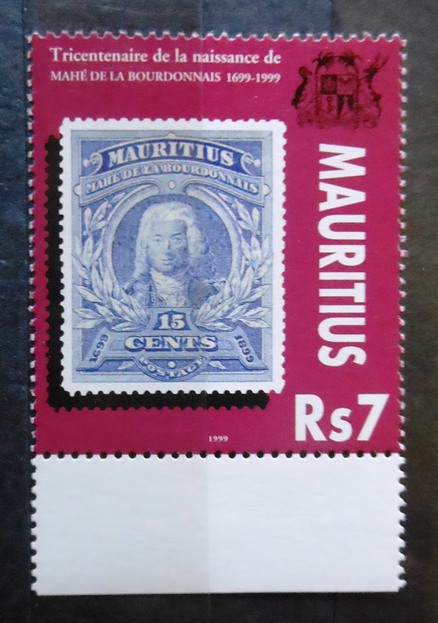 Tricentenaire de la naissance de
MAHÉ DE LA BOURDONNAIS 1699-1999
MAURITIUS
MAHÉ DE LA BOURDONNAIS
15
CENTS
1699
1899
POSTAGE
MAURITIUS
Rs7
1999